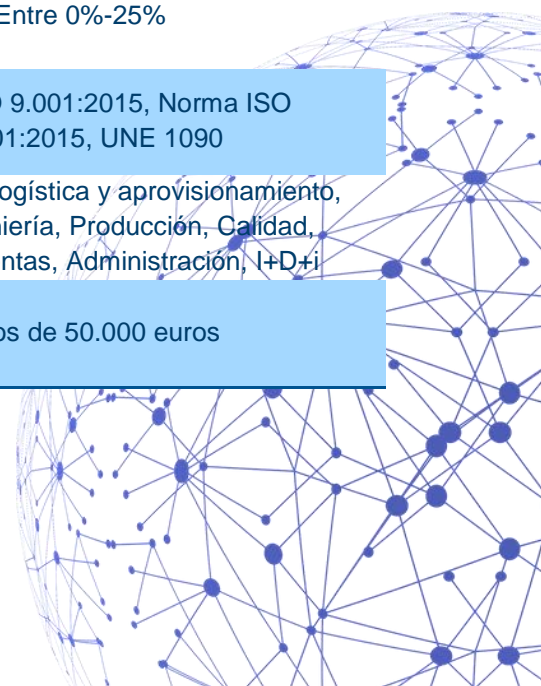 Entre 0%-25%
9.001:2015, Norma ISO
01:2015, UNE 1090
ogística y aprovisionamiento,
niería, Producción, Calidad,
ntas, Administración, I+D+i
os de 50.000 euros